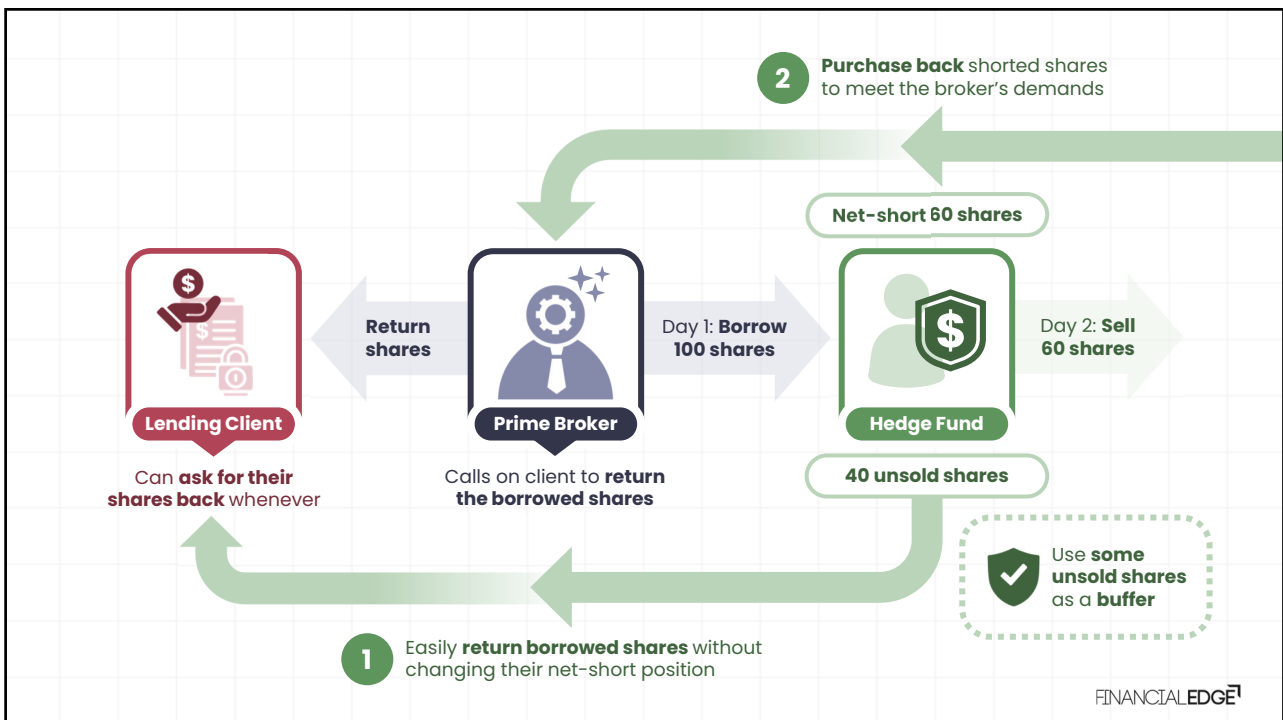 2
Purchase back shorted shares
to meet the broker's demands
Net-short 60 shares
$
$
Return
shares
Day 1: Borrow
100 shares
$
Day 2: Sell
60 shares
Lending Client
Prime Broker
Hedge Fund
Can ask for their
shares back whenever
Calls on client to return
the borrowed shares
40 unsold shares
Use some
unsold shares
as a buffer
1
Easily return borrowed shares without
changing their net-short position
FINANCIALEDGE